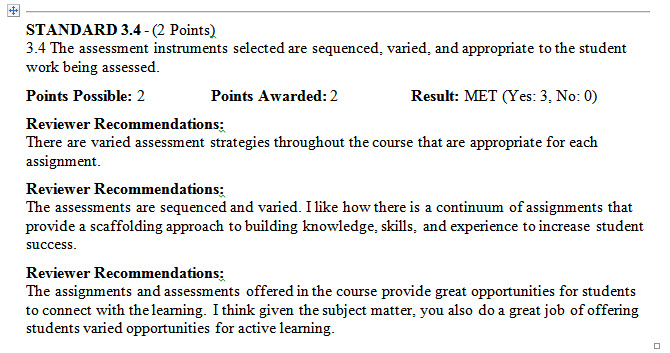 STANDARD 3.4 - (2 Points)
3.4 The assessment instruments selected are sequenced, varied, and appropriate to the student
work being assessed.
Points Possible: 2 Points Awarded: 2 Result: MET (Yes: 3, No: 0)
Reviewer Recommendations:
There are varied assessment strategies throughout the course that are appropriate for each
assignment.
Reviewer Recommendations:
The assessments are sequenced and varied. I like how there is a continuum of assignments that
provide a scaffolding approach to building knowledge, skills, and experience to increase student
success.
Reviewer Recommendations:
The assignments and assessments offered in the course provide great opportunities for students
to connect with the learning. I think given the subject matter, you also do a great job of offering
students varied opportunities for active learning.